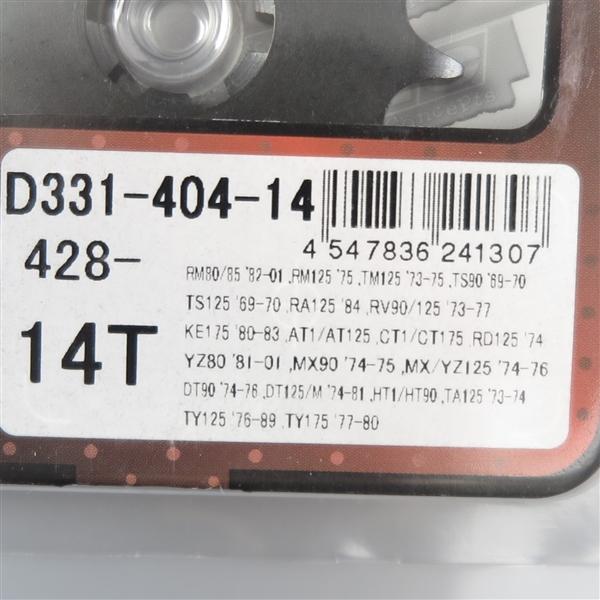 D331-404-14
4 547836 241307
428-
14T
RM80/85 '82-01 ,RM125 '75 ,TM125 '73-75 ,TS90 '69-70
TS125 '69-70 ,RA125 '84 ,RV90/125 '73-77
KE175 '80-83 ,AT1/AT125 ,CT1/CT175 ,RD125 '74
YZ80 '81-01 ,MX90 '74-75 ,MX/YZ125 '74-76
DT90 '74-76 ,DT125/M '74-81 ,HT1/HT90 ,TA125 '73-74
TY125 '76-89 ,TY175 '77-80